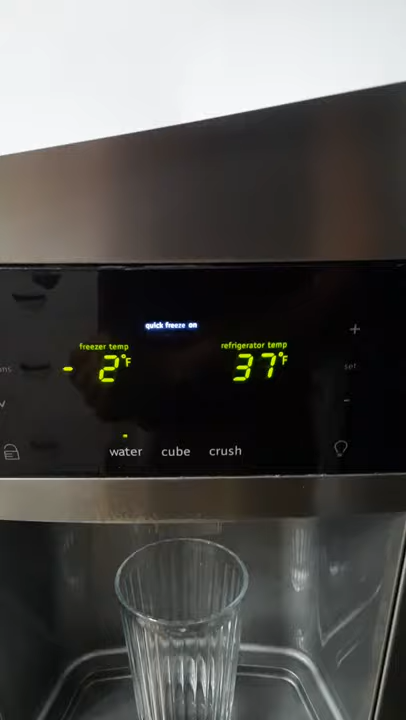 quick freeze on
freezer temp
- 2°F
refrigerator temp
37°F
+
set
-
water cube crush